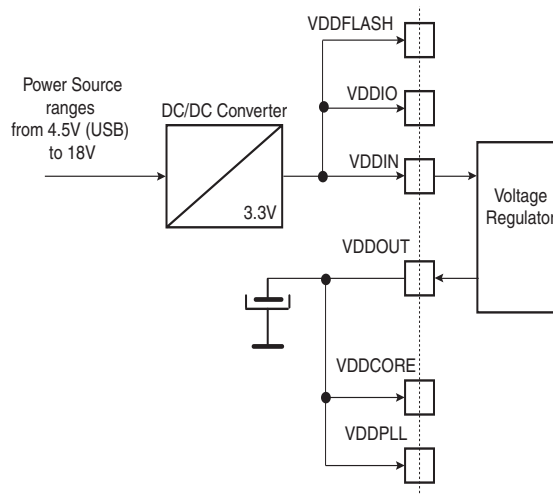 VDDFLASH
Power Source
ranges
from 4.5V (USB)
to 18V
DC/DC Converter
VDDIO
VDDIN
3.3V
Voltage
Regulator
VDDOUT
VDDCORE
VDDPLL